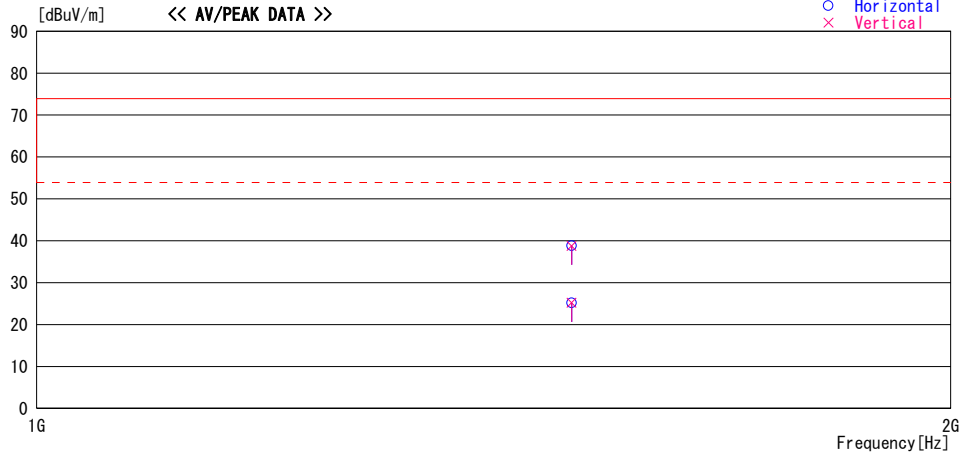 [dBuV/m] << AV/PEAK DATA >>
○ Horizontal
× Vertical
90
80
70
60
50
40
30
20
10
0
1G 2G
Frequency[Hz]